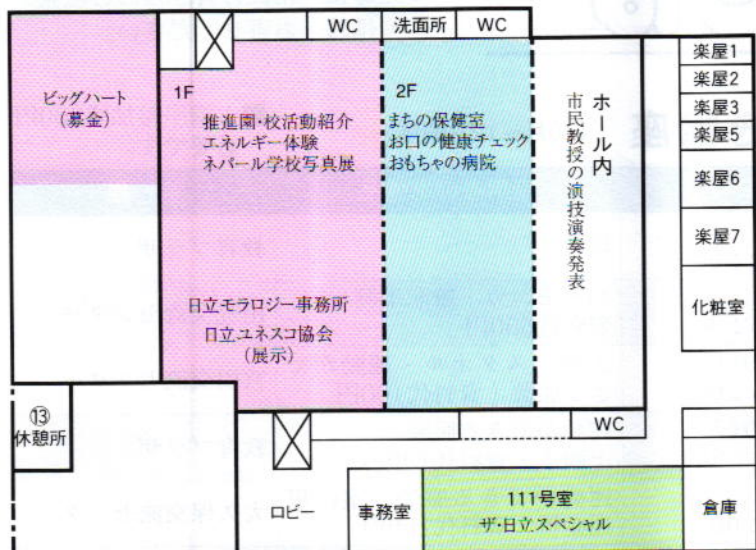 WC
洗面所
WC
ビッグハート
(募金)
1F
推進園・校活動紹介
エネルギー体験
ネパール学校写真展
2F
まちの保健室
お口の健康チェック
おもちゃの病院
ホール内
市民教授の演技演奏発表
楽屋1
楽屋2
楽屋3
楽屋5
楽屋6
楽屋7
化粧室
日立モラロジー事務所
日立ユネスコ協会
(展示)
⑬
休憩所
WC
ロビー
事務室
111号室
ザ・日立スペシャル
倉庫